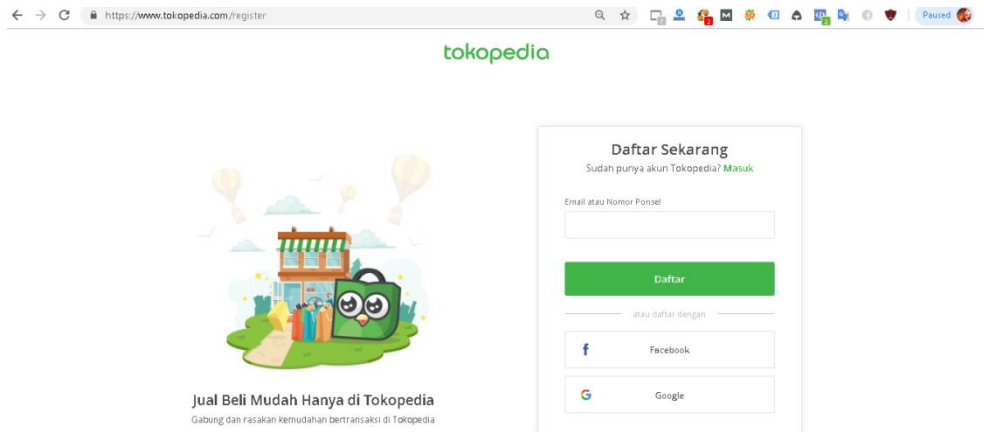 https://www.tokopedia.com/register
Paused
tokopedia
Daftar Sekarang
Sudah punya akun Tokopedia? Masuk
Email atau Nomor Ponsel
Daftar
atau daftar dengan
Facebook
Google
Jual Beli Mudah Hanya di Tokopedia
Gabung dan rasakan kemudahan bertransaksi di Tokopedia